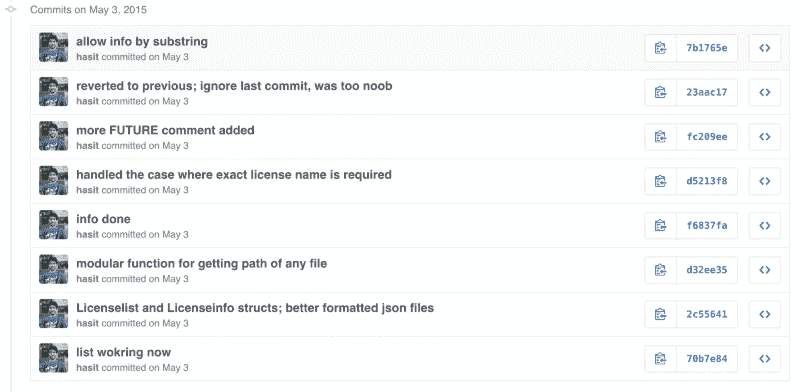 Commits on May 3, 2015
allow info by substring
hasit committed on May 3
7b1765e
reverted to previous; ignore last commit, was too noob
hasit committed on May 3
23aac17
more FUTURE comment added
hasit committed on May 3
fc209ee
handled the case where exact license name is required
hasit committed on May 3
d5213f8
info done
hasit committed on May 3
f6837fa
modular function for getting path of any file
hasit committed on May 3
d32ee35
Licenselist and Licenseinfo structs; better formatted json files
hasit committed on May 3
2c55641
list wokring now
hasit committed on May 3
70b7e84